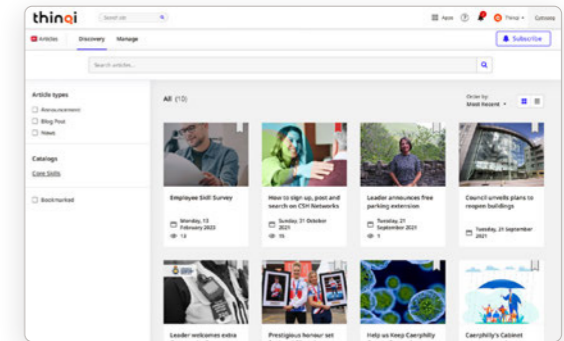 thinqi
Apps
Thinqi
Articles
Discovery
Manage
Subscribe
Search articles...
Article types
Announcement
Blog Post
News
Catalogs
Core Skills
Bookmarked
All (10)
Order by:
Most Recent
Employee Skill Survey
Monday, 13
February 2023
13
How to sign up, post and
search on CSH Networks
Sunday, 31 October
2021
15
Leader announces free
parking extension
Tuesday, 21
September 2021
1
Council unveils plans to
reopen buildings
Tuesday, 21 September
2021
Leader welcomes extra
Prestigious honour set
Help us Keep Caerphilly
Caerphilly's Cabinet